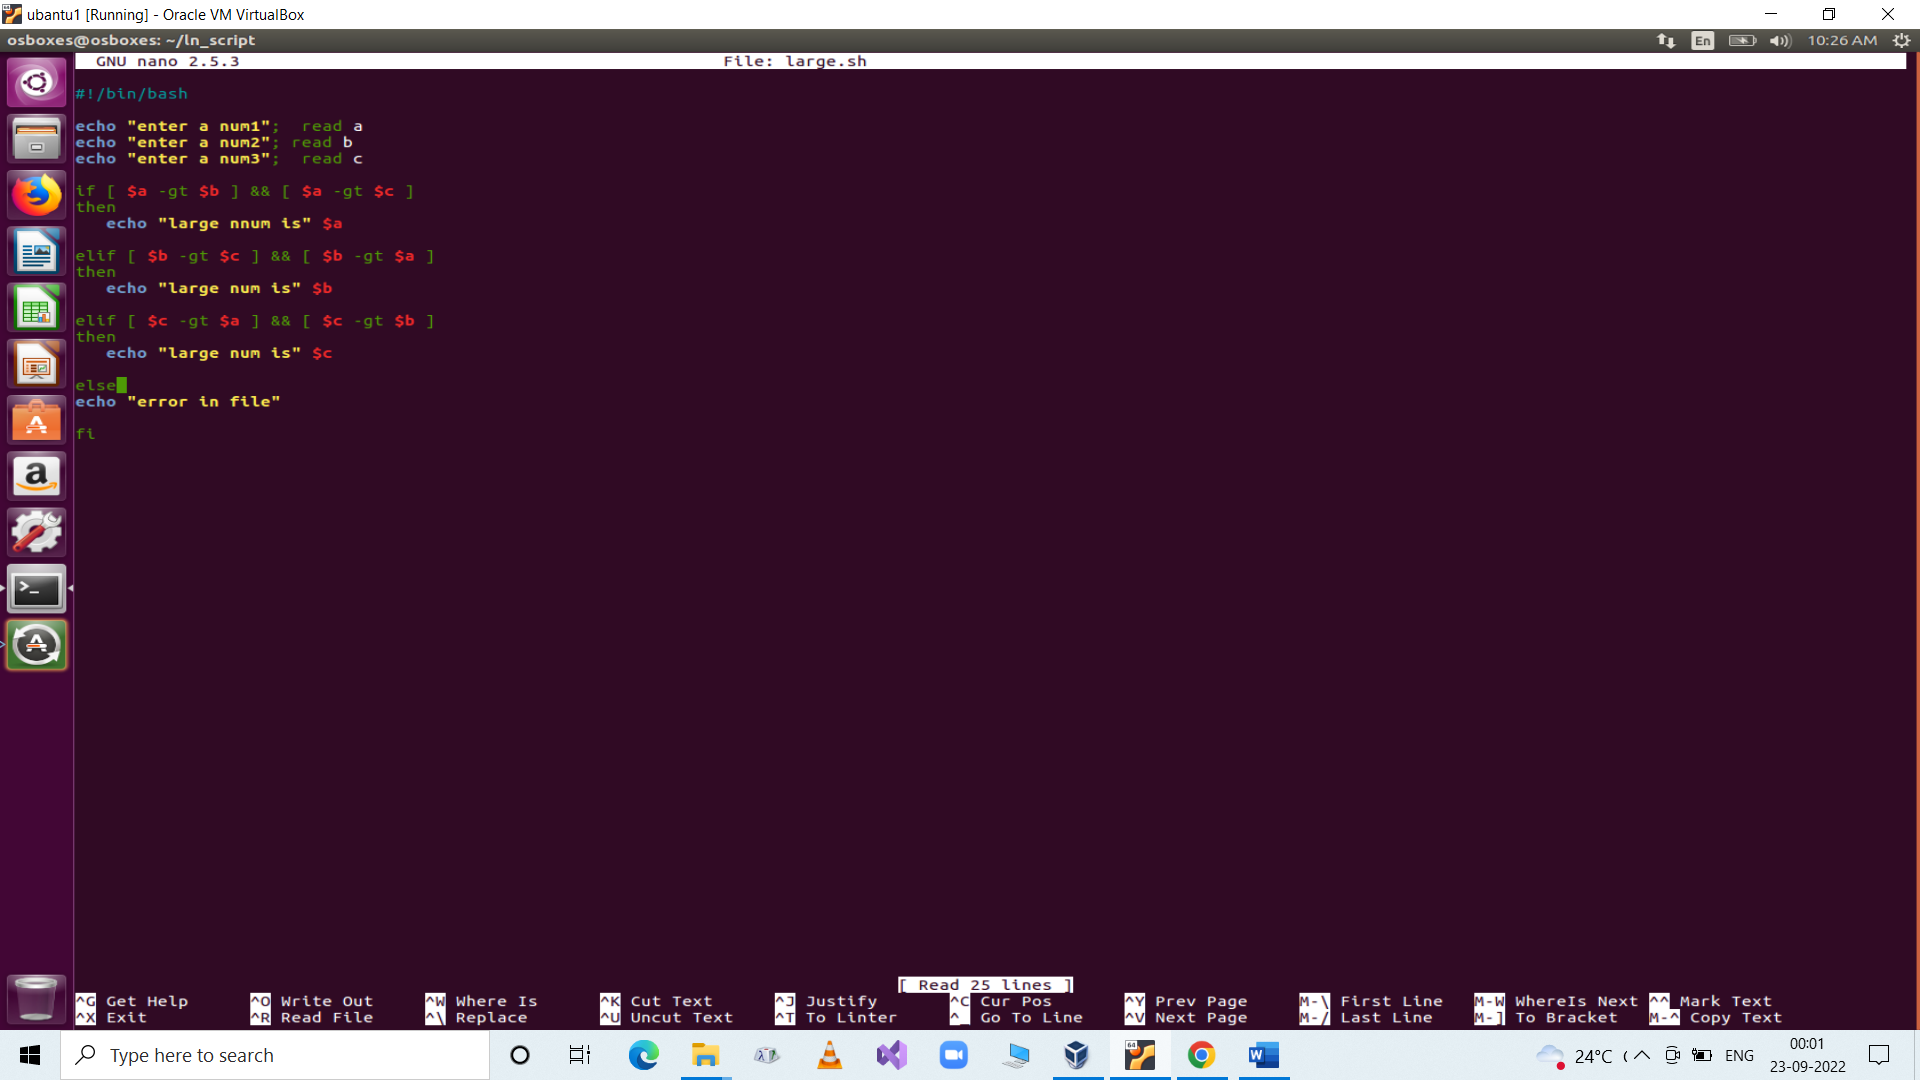 ubantu1 [Running] - Oracle VM VirtualBox
osboxes@osboxes: ~/ln_script
En 10:26 AM
GNU nano 2.5.3 File: large.sh
#!/bin/bash
echo "enter a num1";  read a
echo "enter a num2"; read b
echo "enter a num3";  read c
if [ $a -gt $b ] && [ $a -gt $c ]
then
   echo "large nnum is" $a
elif [ $b -gt $c ] && [ $b -gt $a ]
then
   echo "large num is" $b
elif [ $c -gt $a ] && [ $c -gt $b ]
then
   echo "large num is" $c
else
echo "error in file"
fi
[ Read 25 lines ]
^G Get Help ^O Write Out ^W Where Is ^K Cut Text ^J Justify ^C Cur Pos ^Y Prev Page M-\ First Line M-W WhereIs Next ^^ Mark Text
^X Exit ^R Read File ^\ Replace ^U Uncut Text ^T To Linter ^_ Go To Line ^V Next Page M-/ Last Line M-] To Bracket M-^ Copy Text
Type here to search
24°C
ENG
00:01
23-09-2022